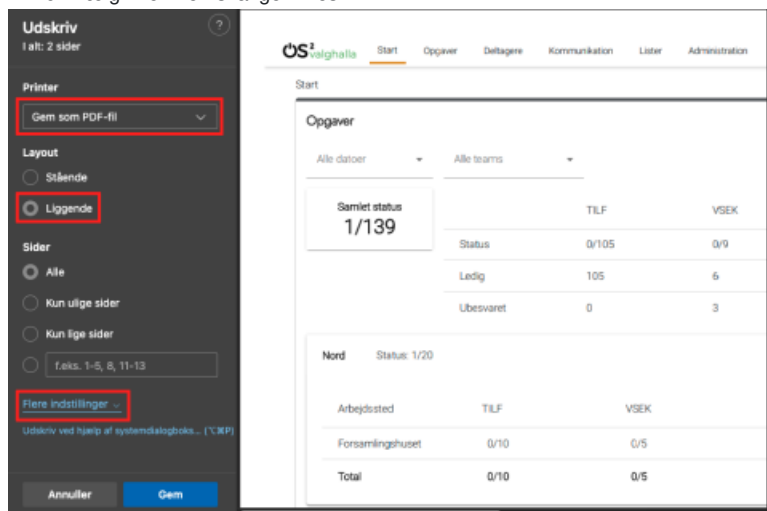 Udskriv
?
I alt: 2 sider
Printer
Gem som PDF-fil
Layout
Stående
Liggende
Sider
Alle
Kun ulige sider
Kun lige sider
f.eks. 1-5, 8, 11-13
Flere indstillinger
Udskriv ved hjælp af systemdialogboks... (⌥⌘P)
Annuller Gem
OS² valghalla Start Opgaver Deltagere Kommunikation Lister Administration
Start
Opgaver
Alle datoer Alle teams
Samlet status
1/139
TILF VSEK
Status 0/105 0/9
Ledig 105 6
Ubesvaret 0 3
Nord Status: 1/20
Arbejdssted TILF VSEK
Forsamlingshuset 0/10 0/5
Total 0/10 0/5